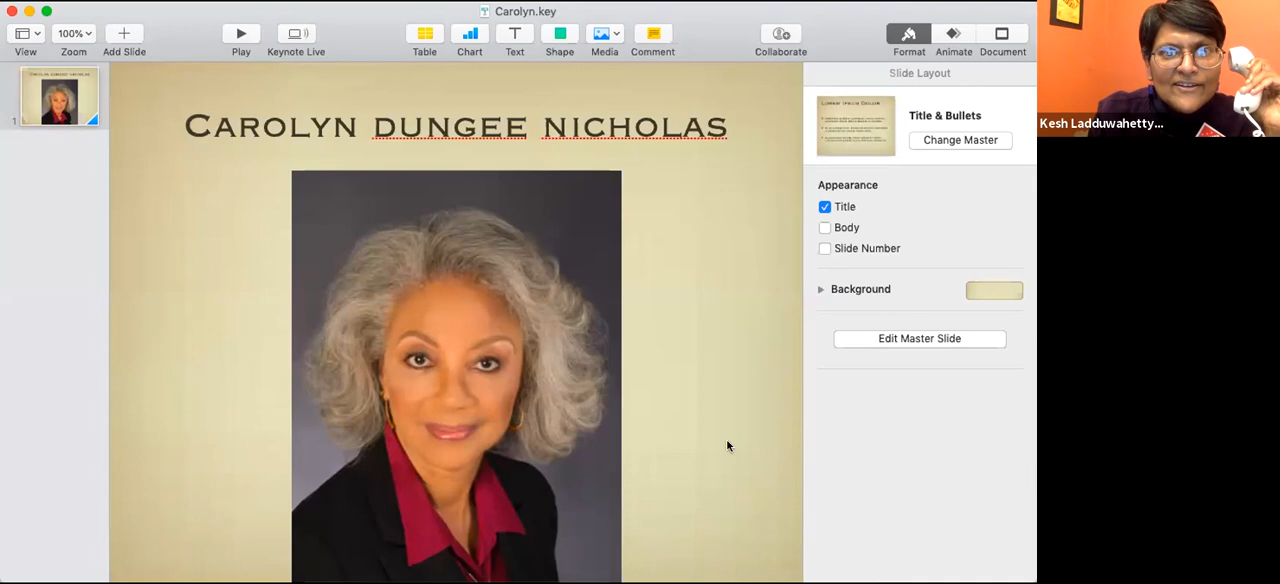 Carolyn.key
View
100%
Zoom
Add Slide
Play
Keynote Live
Table
Chart
Text
Shape
Media
Comment
Collaborate
Format
Animate
Document
1
Carolyn dungee nicholas
Slide Layout
Title & Bullets
Change Master
Appearance
Title
Body
Slide Number
Background
Edit Master Slide
Kesh Ladduwahetty...